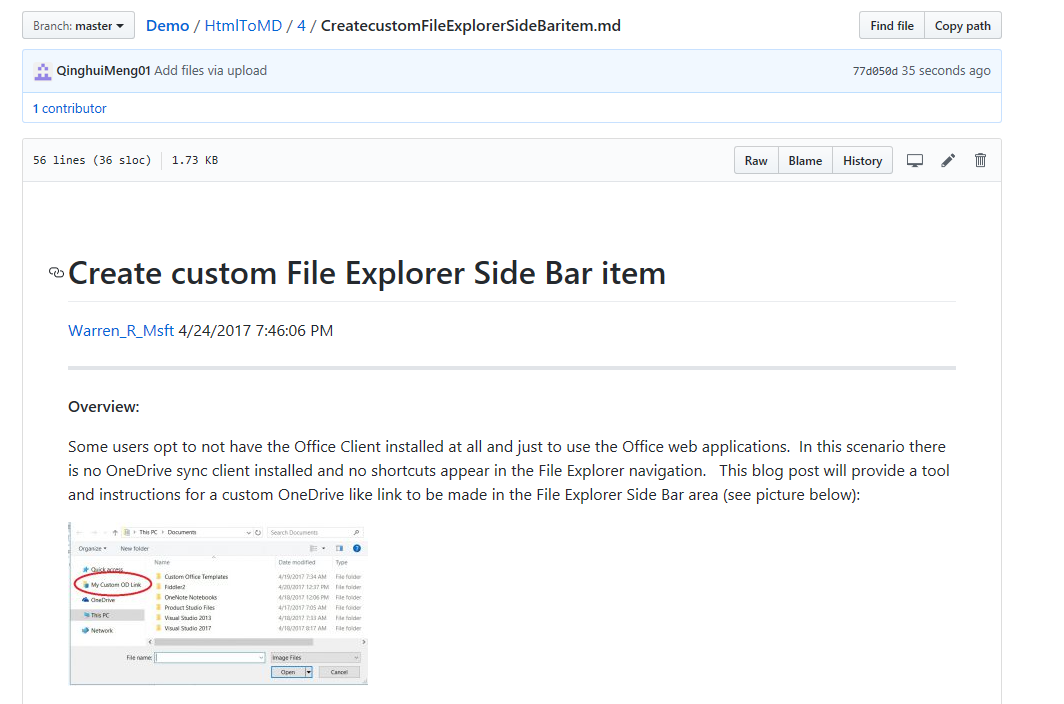 Branch: master
Demo / HtmlToMD / 4 / CreatecustomFileExplorerSideBaritem.md
Find file
Copy path
QinghuiMeng01 Add files via upload
77d050d 35 seconds ago
1 contributor
56 lines (36 sloc)
1.73 KB
Raw
Blame
History
Create custom File Explorer Side Bar item
Warren_R_Msft 4/24/2017 7:46:06 PM
Overview:
Some users opt to not have the Office Client installed at all and just to use the Office web applications.  In this scenario there
is no OneDrive sync client installed and no shortcuts appear in the File Explorer navigation.   This blog post will provide a tool
and instructions for a custom OneDrive like link to be made in the File Explorer Side Bar area (see picture below):
This PC > Documents
Search Documents
Organize
New folder
Name
Date modified
Type
Quick access
My Custom OD Link
OneDrive
This PC
Network
Custom Office Templates 4/19/2017 7:34 AM File folder
Fiddler2 4/20/2017 12:37 PM File folder
OneNote Notebooks 4/18/2017 12:06 PM File folder
Product Studio Files 4/17/2017 7:05 AM File folder
Visual Studio 2013 4/18/2017 7:33 AM File folder
Visual Studio 2017 4/18/2017 8:17 AM File folder
File name:
Image Files
Open
Cancel